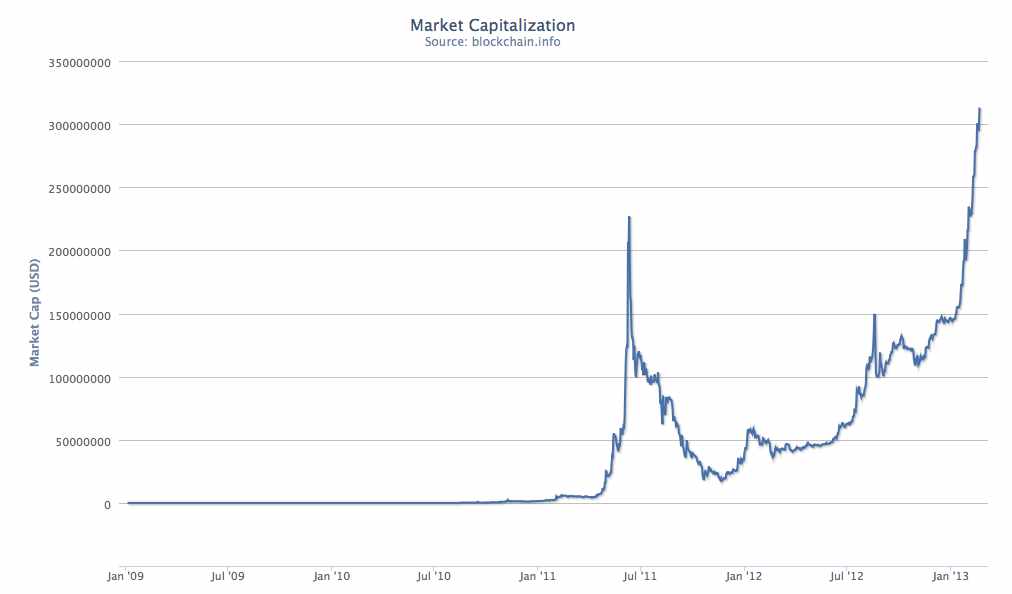 Market Capitalization
Source: blockchain.info
Market Cap (USD)
350000000
300000000
250000000
200000000
150000000
100000000
50000000
0
Jan '09 Jul '09 Jan '10 Jul '10 Jan '11 Jul '11 Jan '12 Jul '12 Jan '13